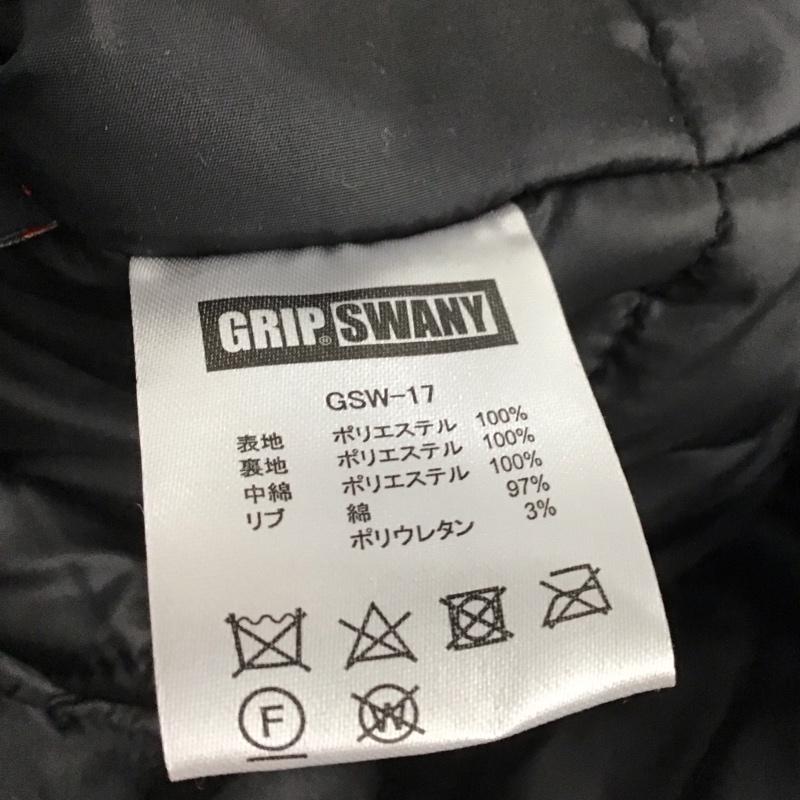 GRIP® SWANY
GSW-17
表地 ポリエステル 100%
裏地 ポリエステル 100%
中綿 ポリエステル 100%
リブ 綿 97%
ポリウレタン 3%
F W